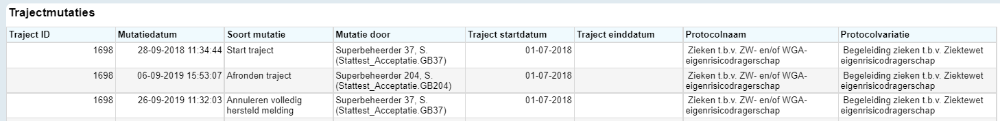 Trajectmutaties
Traject ID Mutatiedatum Soort mutatie Mutatie door Traject startdatum Traject einddatum Protocolnaam Protocolvariatie
1698 28-09-2018 11:34:44 Start traject Superbeheerder 37, S. 01-07-2018 Zieken t.b.v. ZW- en/of WGA- Begeleiding zieken t.b.v. Ziektewet
(Stattest_Acceptatie.GB37) eigenrisicodragerschap eigenrisicodragerschap
1698 06-09-2019 15:53:07 Afronden traject Superbeheerder 204, S. 01-07-2018 Zieken t.b.v. ZW- en/of WGA- Begeleiding zieken t.b.v. Ziektewet
(Stattest_Acceptatie.GB204) eigenrisicodragerschap eigenrisicodragerschap
1698 26-09-2019 11:32:03 Annuleren volledig Superbeheerder 37, S. 01-07-2018 Zieken t.b.v. ZW- en/of WGA- Begeleiding zieken t.b.v. Ziektewet
hersteld melding (Stattest_Acceptatie.GB37) eigenrisicodragerschap eigenrisicodragerschap